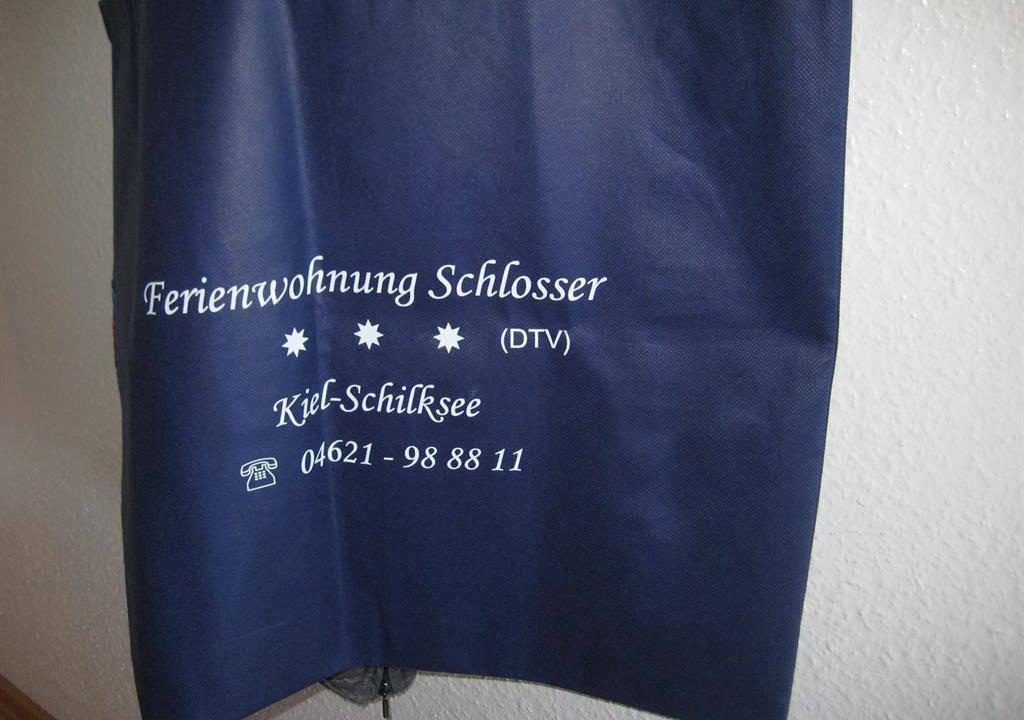 Ferienwohnung Schlosser
(DTV)
Kiel-Schilksee
04621 - 98 88 11